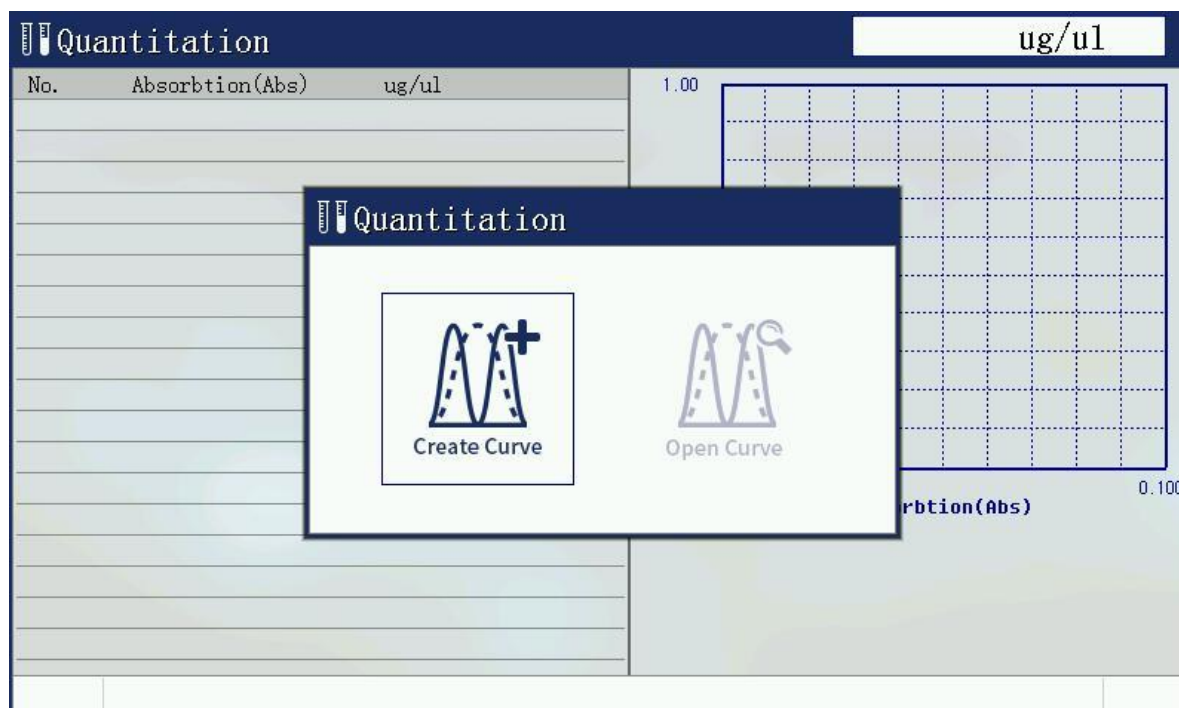 Quantitation
ug/ul
No. Absorbtion(Abs) ug/ul
1.00
Quantitation
Create Curve
Open Curve
0.100
rbtion(Abs)